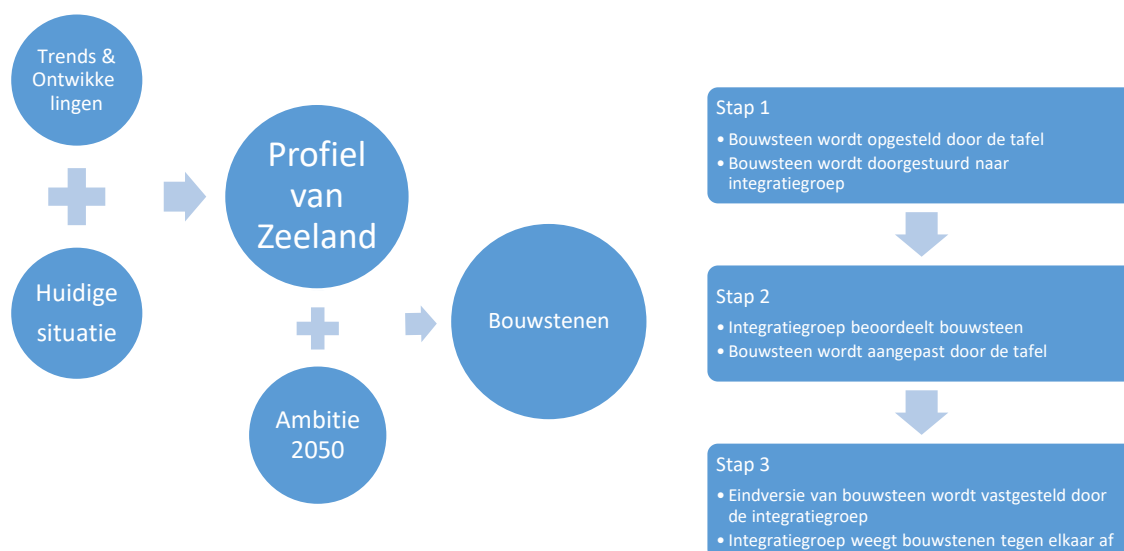 Trends &
Ontwikke
lingen
Huidige
situatie
Profiel
van
Zeeland
Ambitie
2050
Bouwstenen
Stap 1
• Bouwsteen wordt opgesteld door de tafel
• Bouwsteen wordt doorgestuurd naar
integratiegroep
Stap 2
• Integratiegroep beoordeelt bouwsteen
• Bouwsteen wordt aangepast door de tafel
Stap 3
• Eindversie van bouwsteen wordt vastgesteld door
de integratiegroep
• Integratiegroep weegt bouwstenen tegen elkaar af